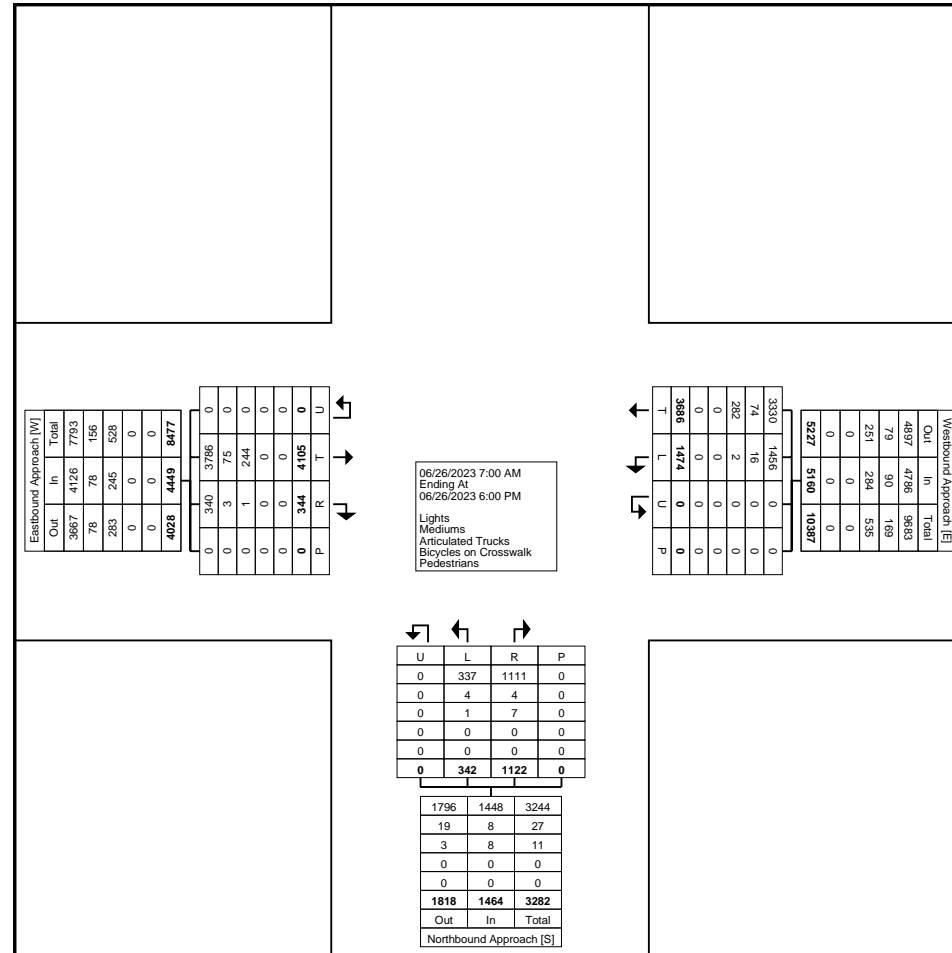 U T R P
0 4105 344 0
0 0 0 0
0 0 0 0
0 244 1 0
0 75 3 0
0 3786 340 0
8477 4449 4028
0 0 0
0 0 0
528 245 283
156 78 78
7793 4126 3667
Total In Out
Eastbound Approach [W]
06/26/2023 7:00 AM
Ending At
06/26/2023 6:00 PM
Lights
Mediums
Articulated Trucks
Bicycles on Crosswalk
Pedestrians
Westbound Approach [E]
Out In Total
4897 4786 9683
79 90 169
251 284 535
0 0 0
0 0 0
5227 5160 10387
3330 1456 0 0
74 16 0 0
282 2 0 0
0 0 0 0
0 0 0 0
3686 1474 0 0
T L U P
U L R P
0 337 1111 0
0 4 4 0
0 1 7 0
0 0 0 0
0 0 0 0
0 342 1122 0
1796 1448 3244
19 8 27
3 8 11
0 0 0
0 0 0
1818 1464 3282
Out In Total
Northbound Approach [S]